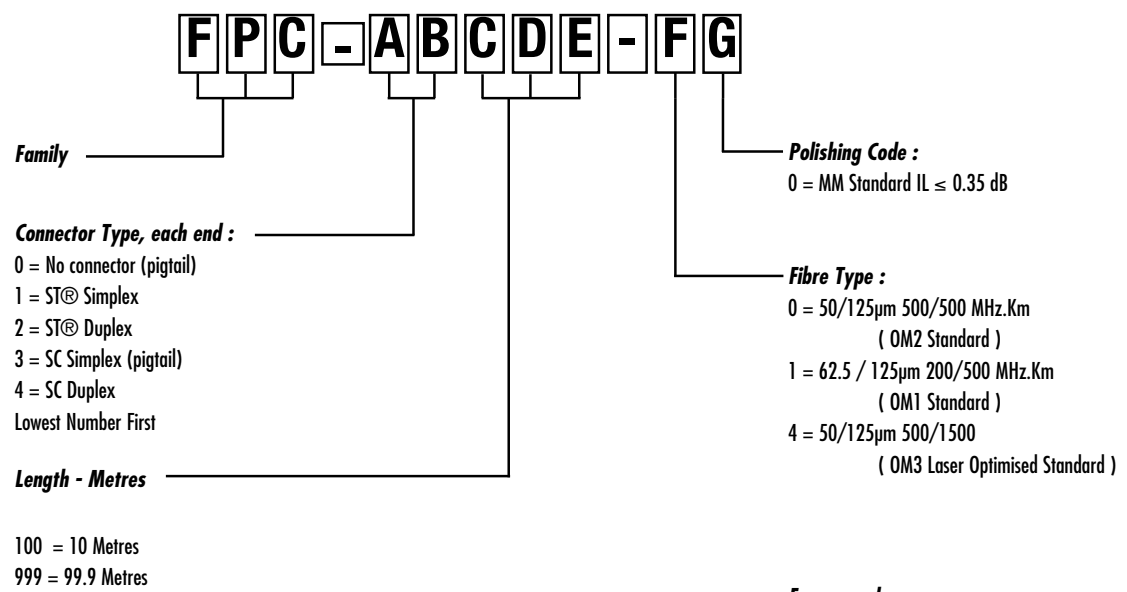 FPC-ABCDE-FG
Family
Connector Type, each end :
0 = No connector (pigtail)
1 = ST® Simplex
2 = ST® Duplex
3 = SC Simplex (pigtail)
4 = SC Duplex
Lowest Number First
Length - Metres
100 = 10 Metres
999 = 99.9 Metres
Polishing Code :
0 = MM Standard IL ≤ 0.35 dB
Fibre Type :
0 = 50/125µm 500/500 MHz.Km
( OM2 Standard )
1 = 62.5 / 125µm 200/500 MHz.Km
( OM1 Standard )
4 = 50/125µm 500/1500
( OM3 Laser Optimised Standard )